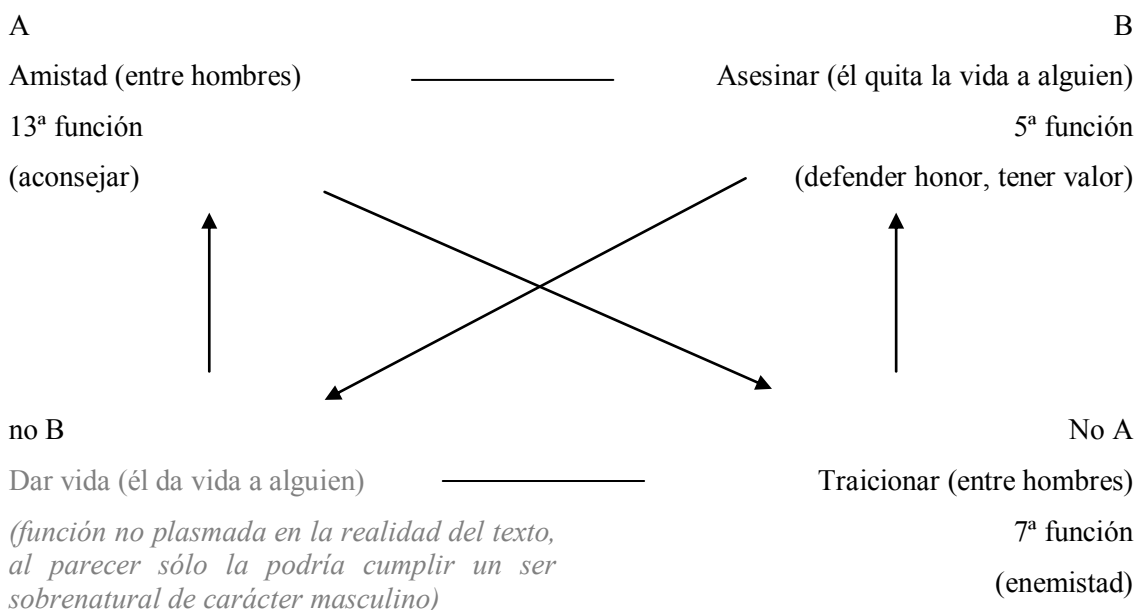 A
B
Amistad (entre hombres)
Asesinar (él quita la vida a alguien)
13ª función
5ª función
(aconsejar)
(defender honor, tener valor)
no B
No A
Dar vida (él da vida a alguien)
Traicionar (entre hombres)
(función no plasmada en la realidad del texto,
7ª función
al parecer sólo la podría cumplir un ser
(enemistad)
sobrenatural de carácter masculino)